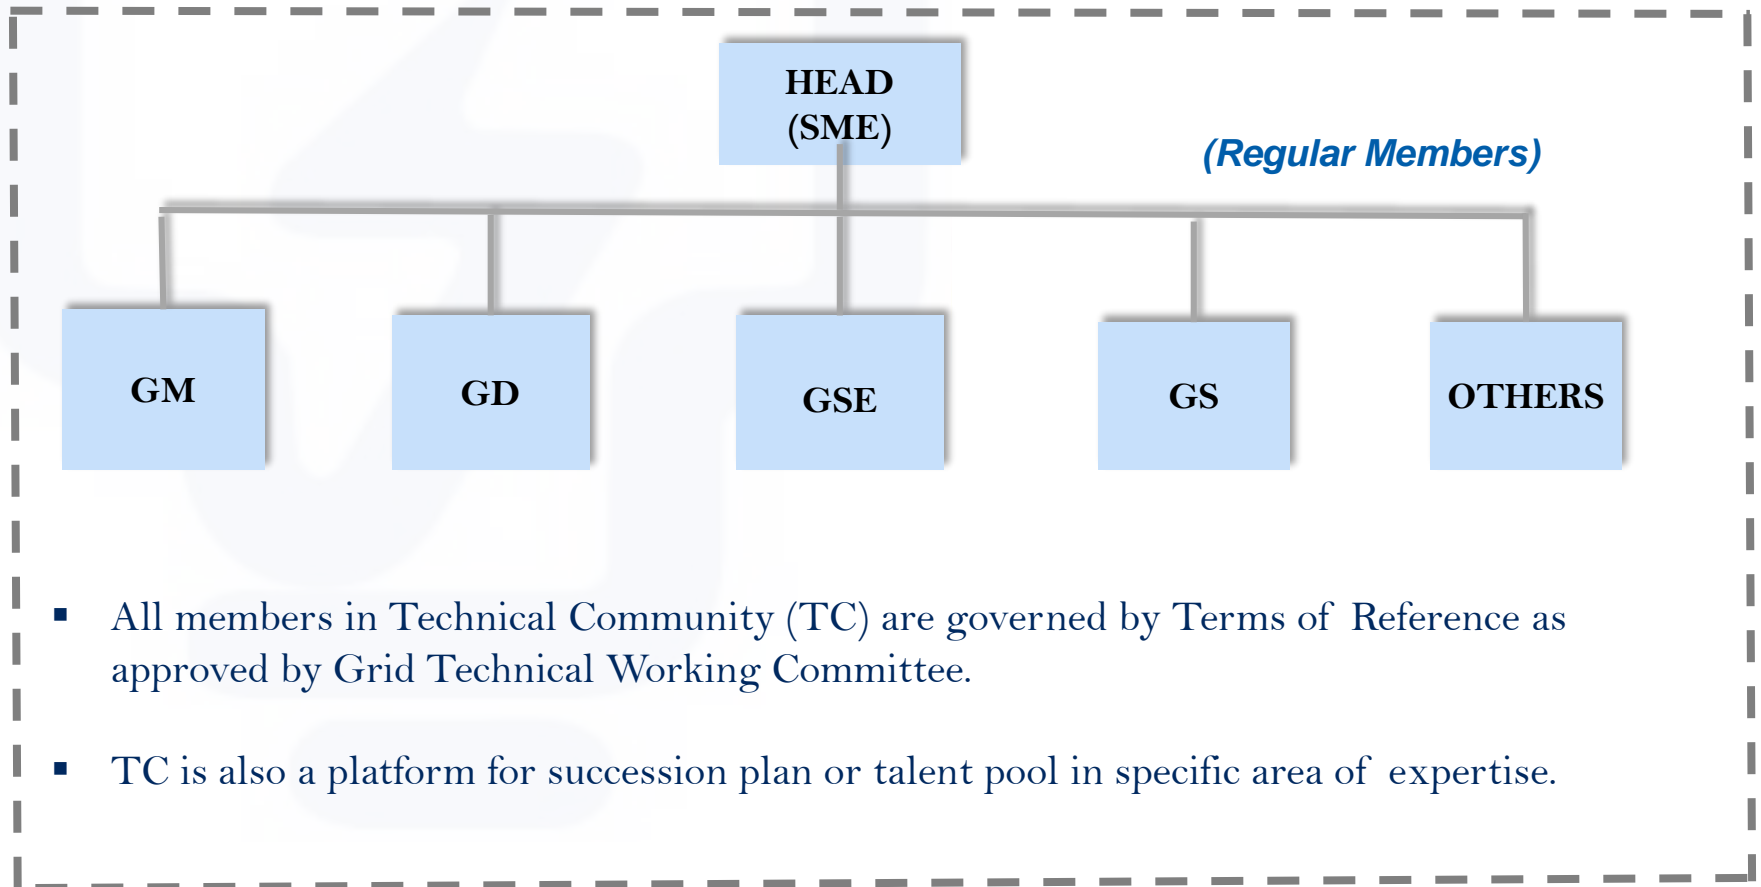 HEAD
(SME)
(Regular Members)
GM
GD
GSE
GS
OTHERS
▪ All members in Technical Community (TC) are governed by Terms of Reference as
approved by Grid Technical Working Committee.
▪ TC is also a platform for succession plan or talent pool in specific area of expertise.